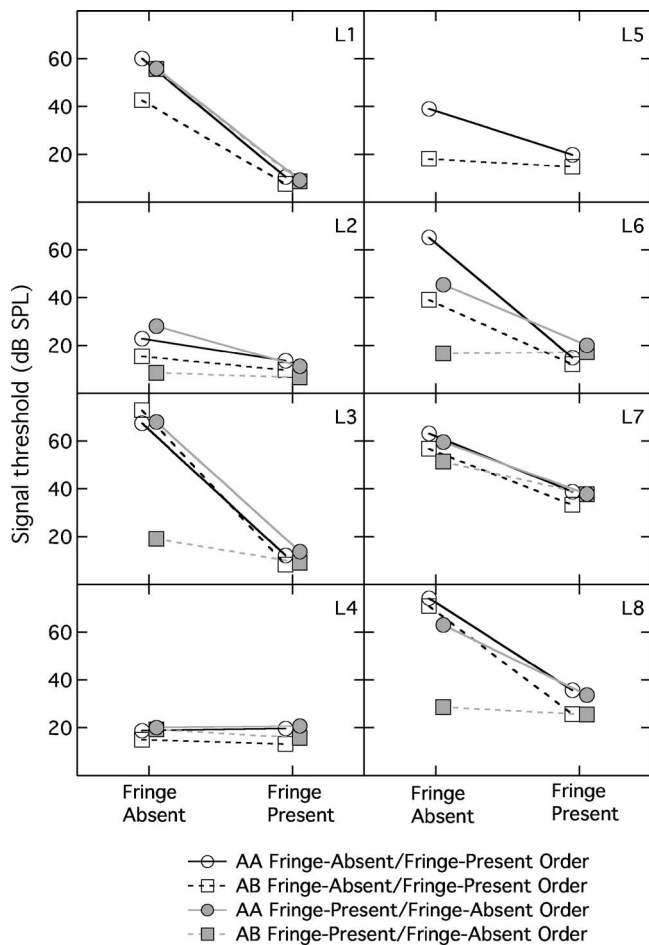 L1
L5
60
40
20
L2
L6
60
40
20
Signal threshold (dB SPL)
L3
L7
60
40
20
L4
L8
60
40
20
Fringe Absent
Fringe Present
Fringe Absent
Fringe Present
AA Fringe-Absent/Fringe-Present Order
AB Fringe-Absent/Fringe-Present Order
AA Fringe-Present/Fringe-Absent Order
AB Fringe-Present/Fringe-Absent Order